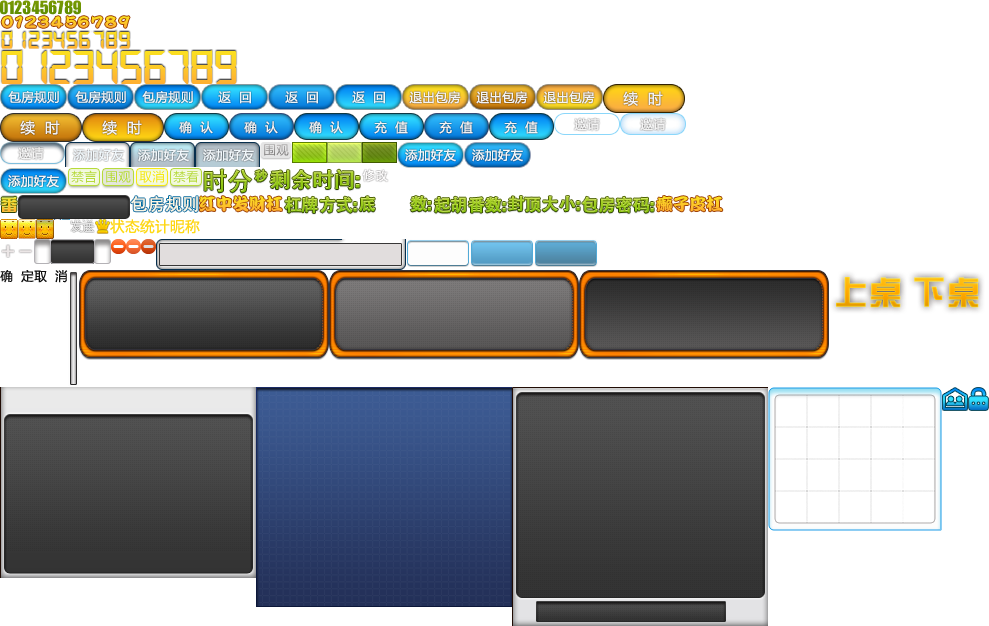 0123456789
0123456789
0123456789
0123456789
包房规则 包房规则 包房规则 返 回 返 回 返 回 退出包房 退出包房 退出包房 续 时
续 时 续 时 确 认 确 认 确 认 充 值 充 值 充 值 邀请 邀请
邀请 添加好友 添加好友 添加好友 围观 添加好友 添加好友
添加好友 禁言 围观 取消 禁看 时分秒剩余时间: 修改
番 包房规则红中发财杠杠牌方式:底 数:起胡番数:封顶大小:包房密码:癞子皮杠
发送 状态统计昵称
确 定取 消
上桌 下桌